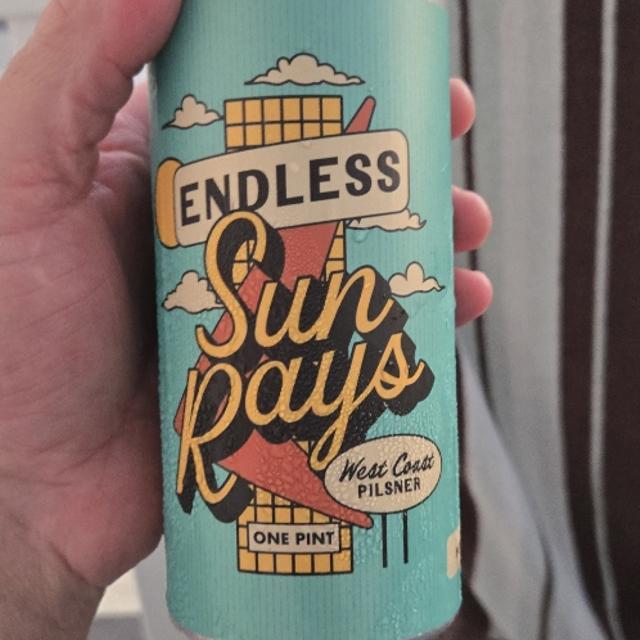 ENDLESS
Sun
Rays
West Coast
PILSNER
ONE PINT